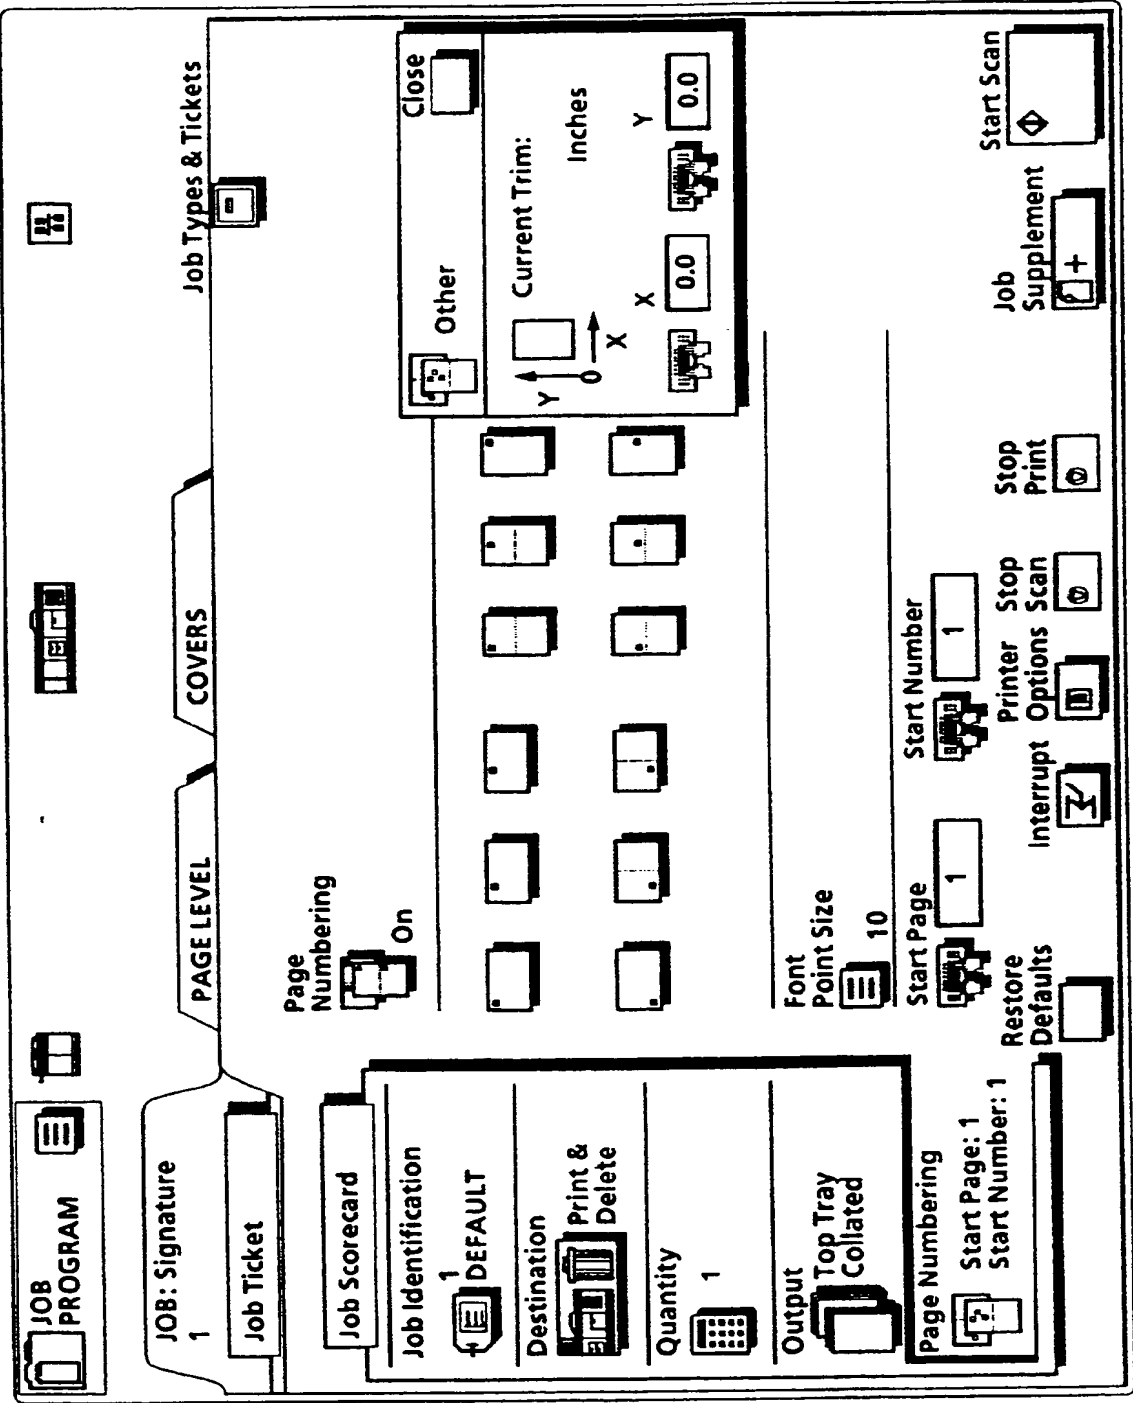 JOB
PROGRAM
JOB: Signature
1
PAGE LEVEL
COVERS
Job Types & Tickets
Job Ticket
Job Scorecard
Job Identification
1
DEFAULT
Destination
Print &
Delete
Quantity
1
Output
Top Tray
Collated
Page Numbering
Start Page: 1
Start Number: 1
Page
Numbering
On
Other
Close
Current Trim:
Y
0
X
Inches
X
0.0
Y
0.0
Font
Point Size
10
Start Page
1
Start Number
1
Restore
Defaults
Interrupt
Printer
Options
Stop
Scan
Stop
Print
Job
Supplement
+
Start Scan